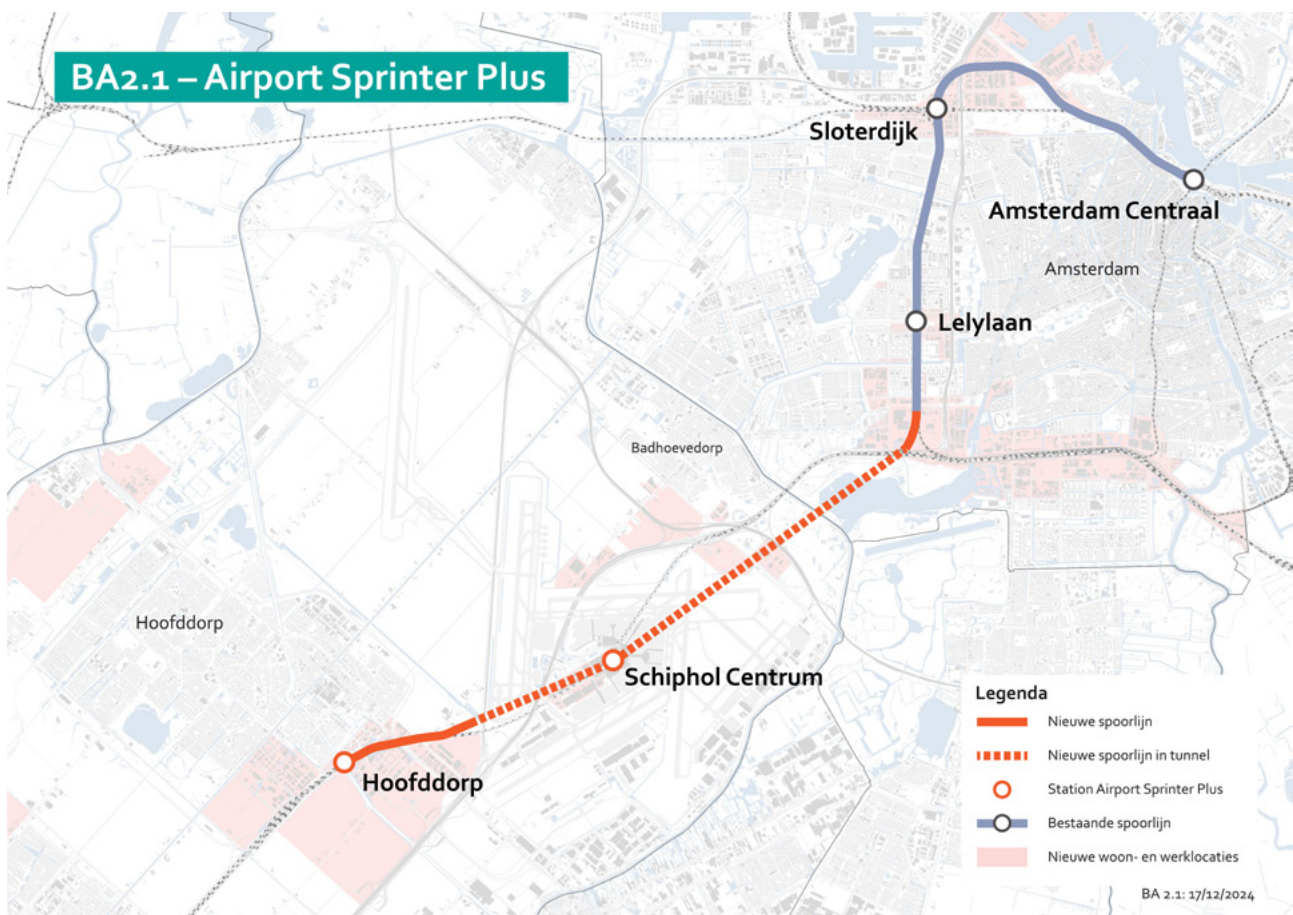 BA2.1 – Airport Sprinter Plus
Sloterdijk
Amsterdam Centraal
Amsterdam
Lelylaan
Badhoevedorp
Hoofddorp
Schiphol Centrum
Hoofddorp
Legenda
Nieuwe spoorlijn
Nieuwe spoorlijn in tunnel
Station Airport Sprinter Plus
Bestaande spoorlijn
Nieuwe woon- en werklocaties
BA 2.1: 17/12/2024